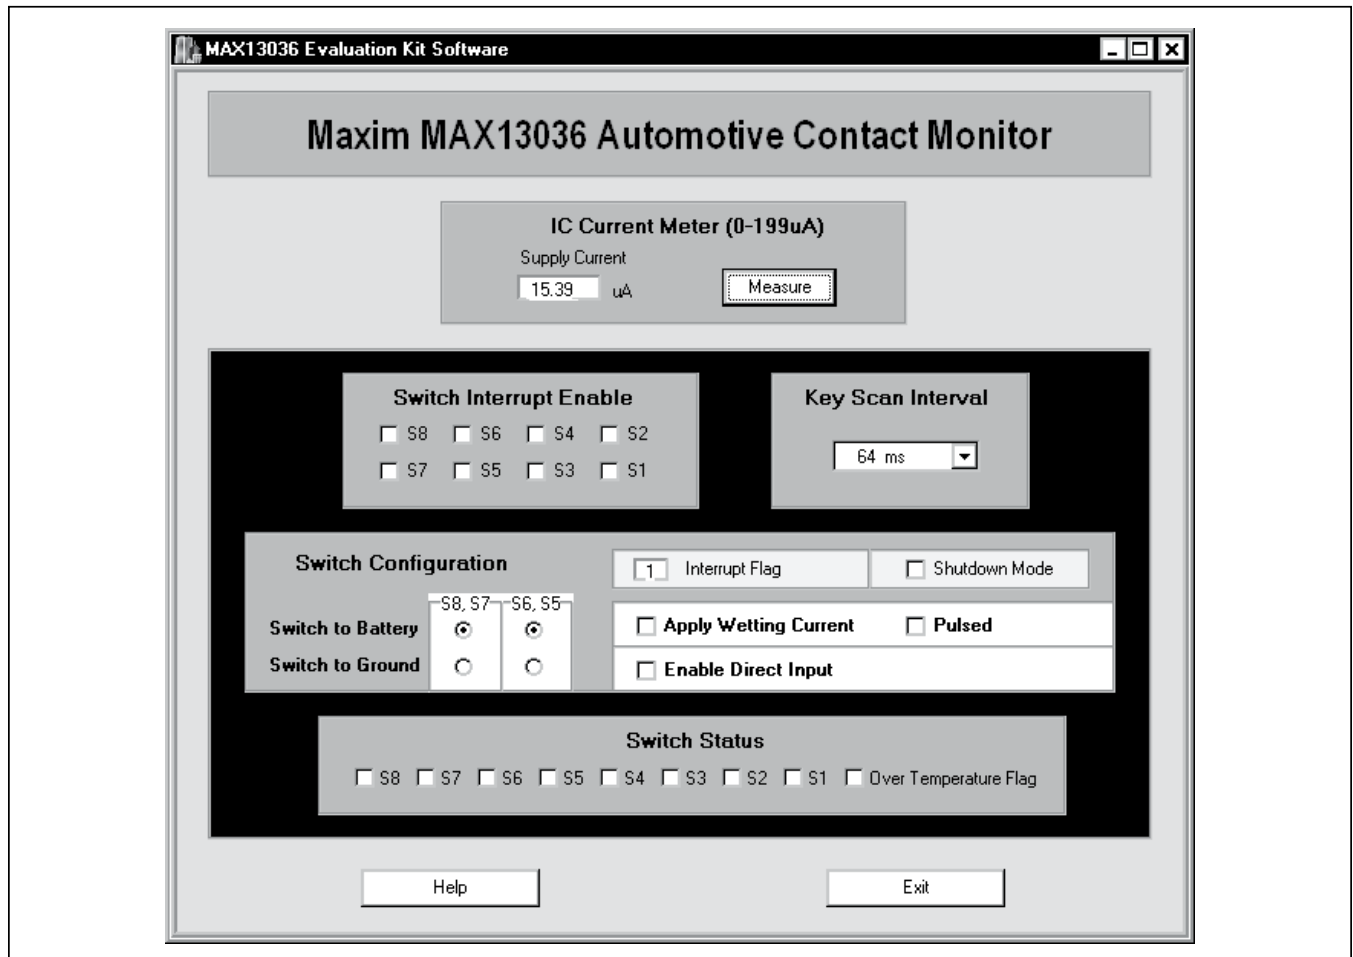 MAX13036 Evaluation Kit Software
Maxim MAX13036 Automotive Contact Monitor
IC Current Meter (0-199uA)
Supply Current
15.39 uA Measure
Switch Interrupt Enable
S8 S6 S4 S2
S7 S5 S3 S1
Key Scan Interval
64 ms
Switch Configuration
S8, S7 S6, S5
Switch to Battery
Switch to Ground
1 Interrupt Flag Shutdown Mode
Apply Wetting Current Pulsed
Enable Direct Input
Switch Status
S8 S7 S6 S5 S4 S3 S2 S1 Over Temperature Flag
Help Exit